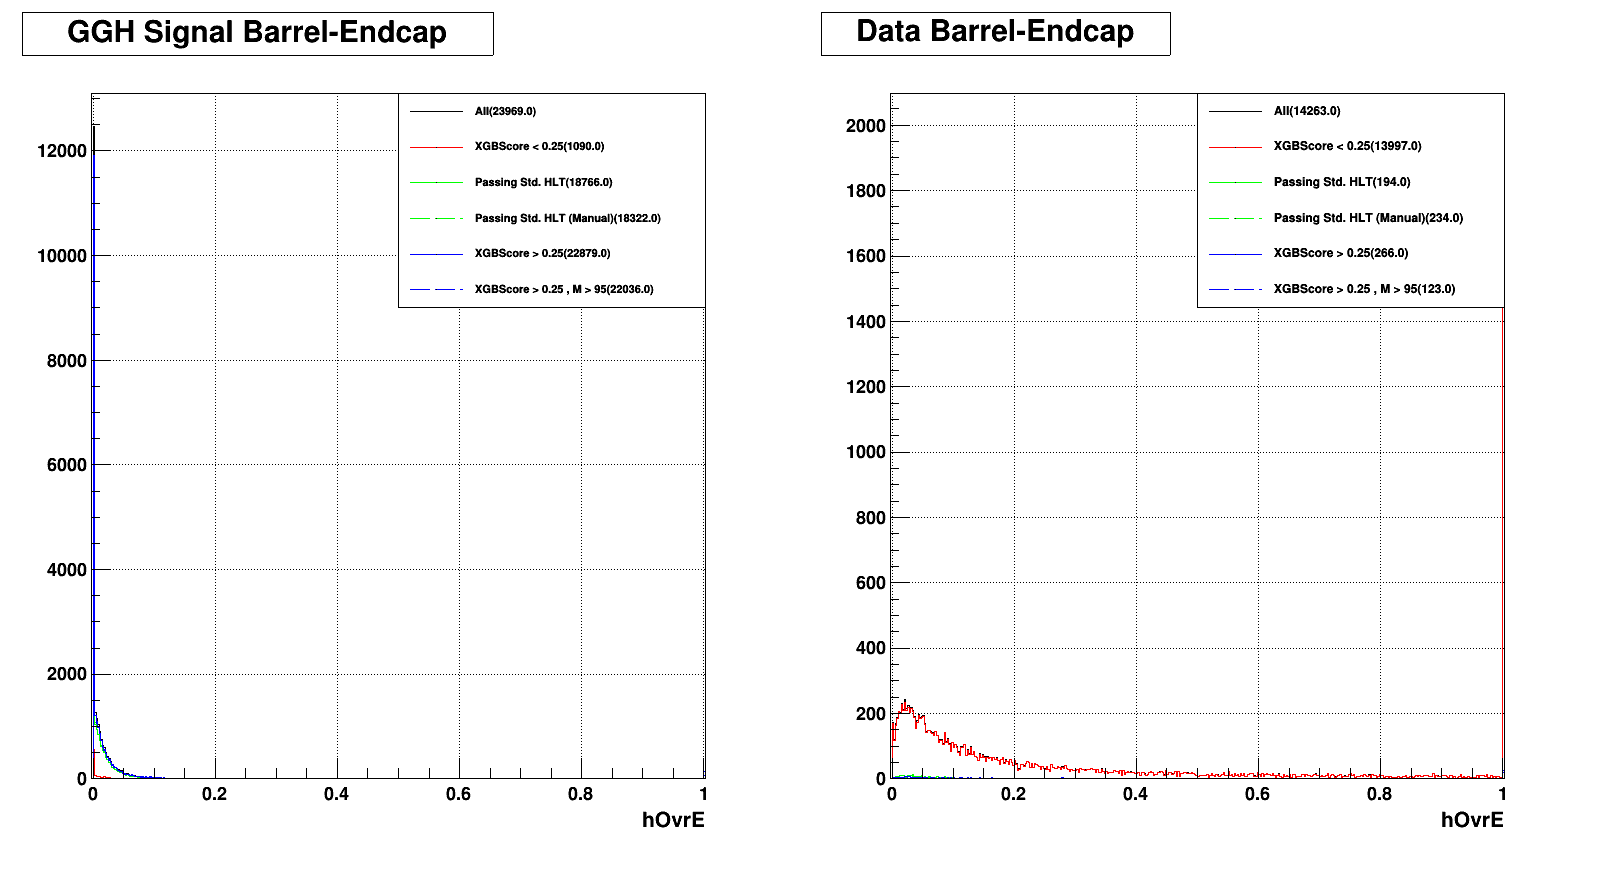 GGH Signal Barrel-Endcap
All(23969.0)
XGBScore < 0.25(1090.0)
Passing Std. HLT(18766.0)
Passing Std. HLT (Manual)(18322.0)
XGBScore > 0.25(22879.0)
XGBScore > 0.25 , M > 95(22036.0)
12000
10000
8000
6000
4000
2000
0
0 0.2 0.4 0.6 0.8 1
hOvrE
Data Barrel-Endcap
All(14263.0)
XGBScore < 0.25(13997.0)
Passing Std. HLT(194.0)
Passing Std. HLT (Manual)(234.0)
XGBScore > 0.25(266.0)
XGBScore > 0.25 , M > 95(123.0)
2000
1800
1600
1400
1200
1000
800
600
400
200
0
0 0.2 0.4 0.6 0.8 1
hOvrE